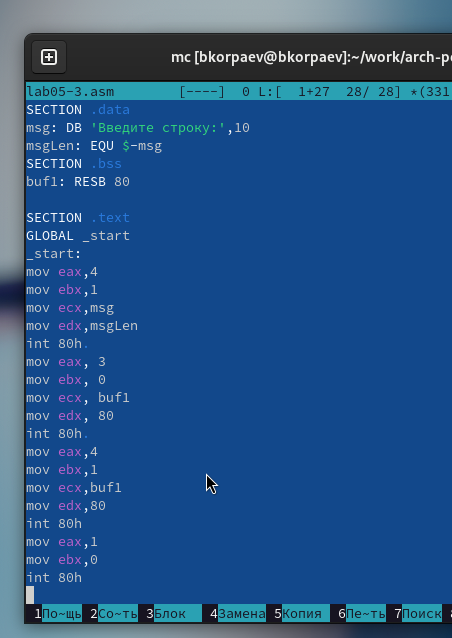 mc [bkorpaev@bkorpaev]:~/work/arch-p
lab05-3.asm [----] 0 L:[ 1+27 28/ 28] *(331
SECTION .data
msg: DB 'Введите строку:',10
msgLen: EQU $-msg
SECTION .bss
buf1: RESB 80
SECTION .text
GLOBAL _start
_start:
mov eax,4
mov ebx,1
mov ecx,msg
mov edx,msgLen
int 80h.
mov eax, 3
mov ebx, 0
mov ecx, buf1
mov edx, 80
int 80h.
mov eax,4
mov ebx,1
mov ecx,buf1
mov edx,80
int 80h
mov eax,1
mov ebx,0
int 80h
1По~щь 2Со~ть 3Блок 4Замена 5Копия 6Пе~ть 7Поиск